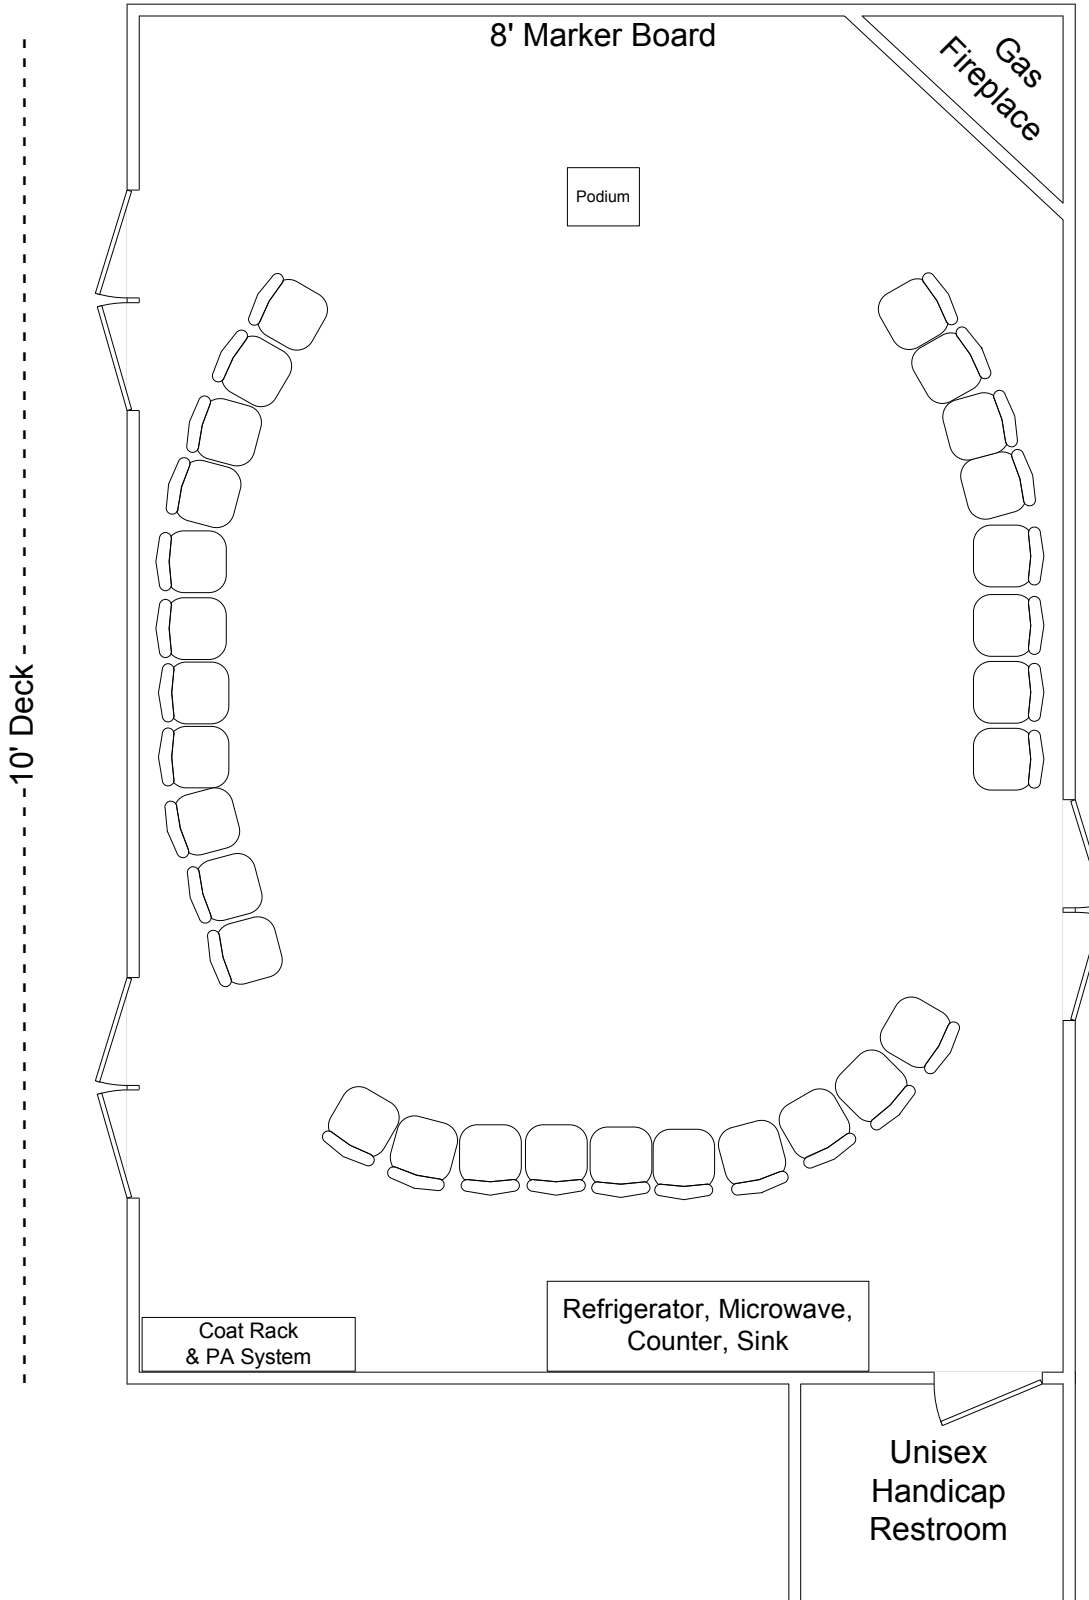 8' Marker Board
Gas
Fireplace
Podium
10' Deck
Coat Rack
& PA System
Refrigerator, Microwave,
Counter, Sink
Unisex
Handicap
Restroom